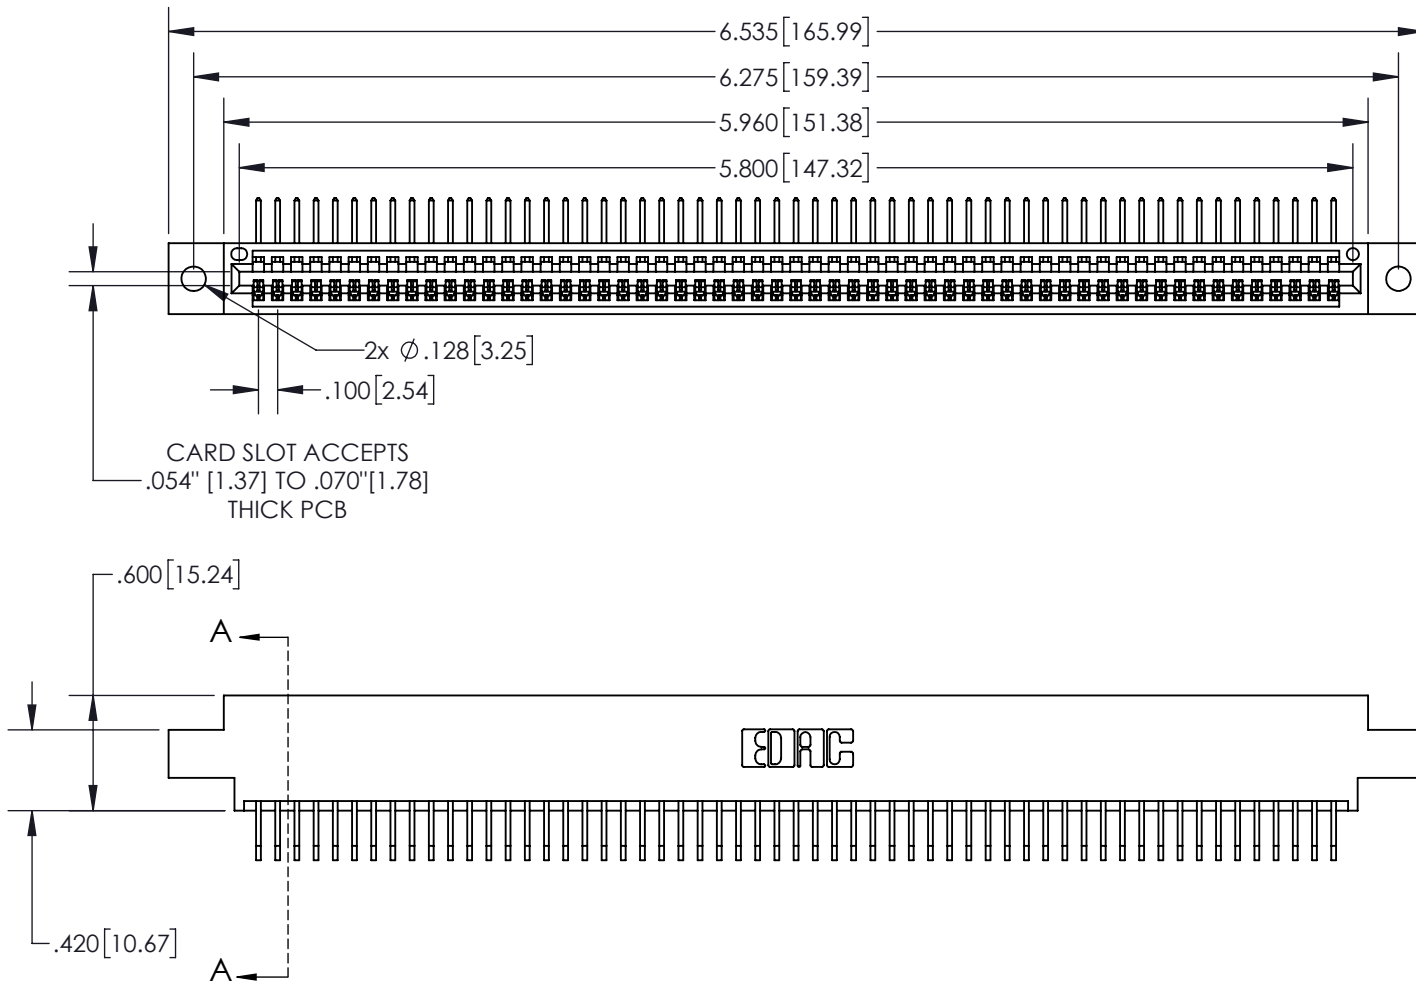 6.535[165.99]
6.275[159.39]
5.960[151.38]
5.800[147.32]
2x Ø.128[3.25]
.100[2.54]
CARD SLOT ACCEPTS
.054" [1.37] TO .070"[1.78]
THICK PCB
.600[15.24]
A
EDAC
.420[10.67]
A